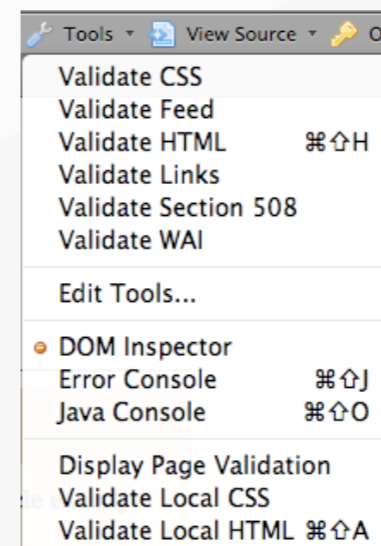 Tools ▾ View Source ▾ O
Validate CSS
Validate Feed
Validate HTML ⌘⇧H
Validate Links
Validate Section 508
Validate WAI
Edit Tools...
DOM Inspector
Error Console ⌘⇧J
Java Console ⌘⇧O
Display Page Validation
Validate Local CSS
Validate Local HTML ⌘⇧A